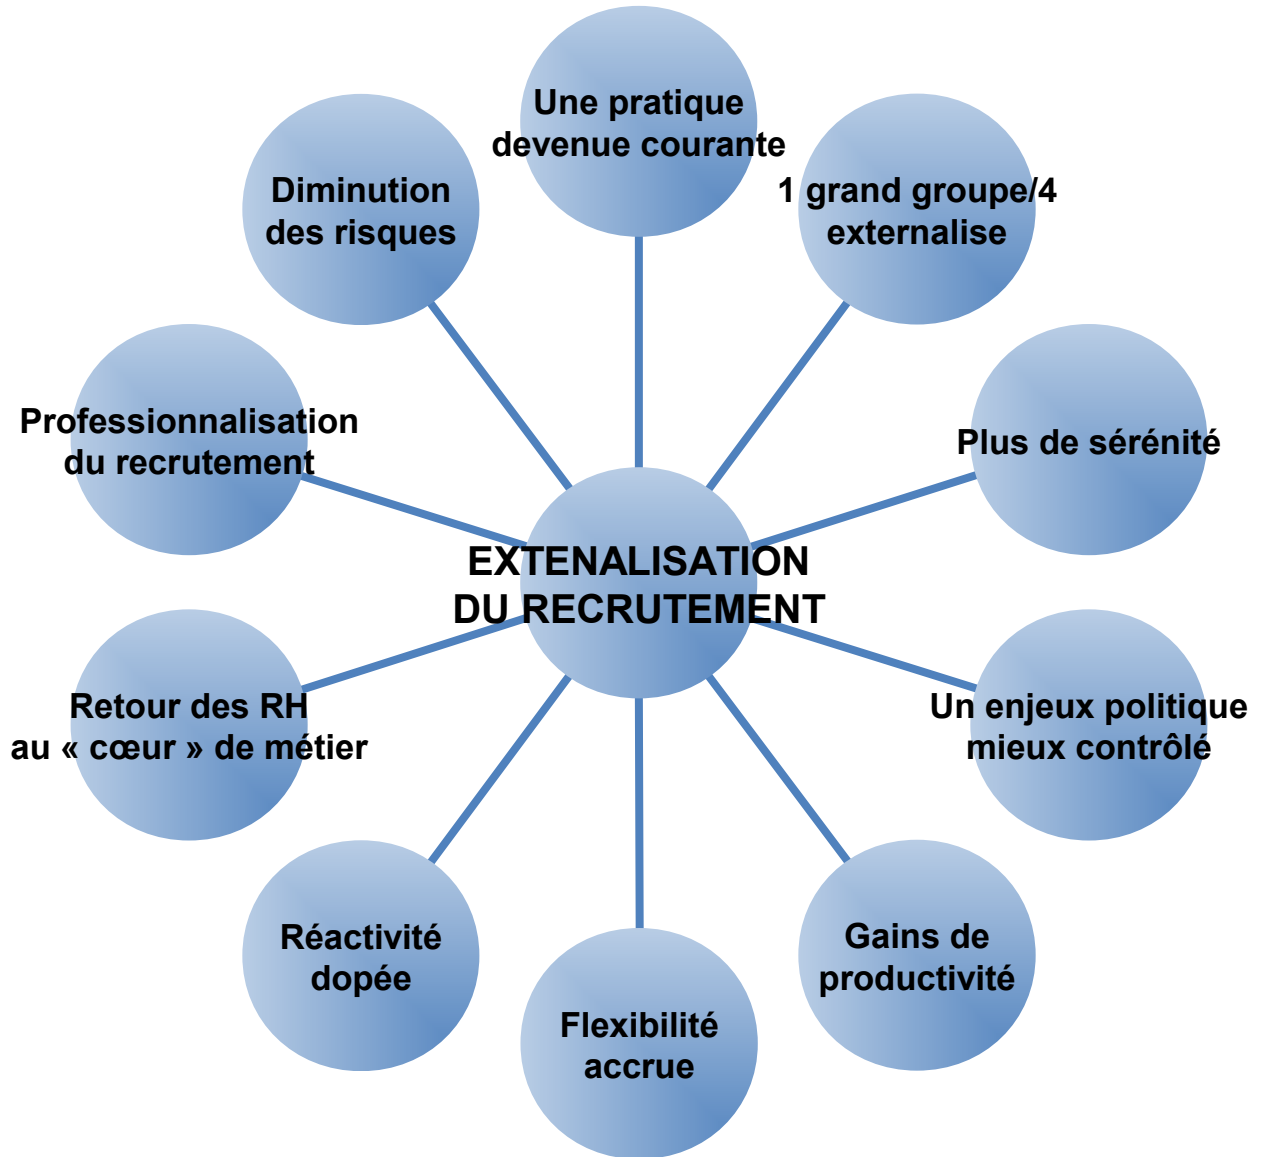 Une pratique
devenue courante
1 grand groupe/4
externalise
Plus de sérénité
Un enjeux politique
mieux contrôlé
Gains de
productivité
Flexibilité
accrue
Réactivité
dopée
Retour des RH
au « cœur » de métier
Professionnalisation
du recrutement
Diminution
des risques
EXTENALISATION
DU RECRUTEMENT